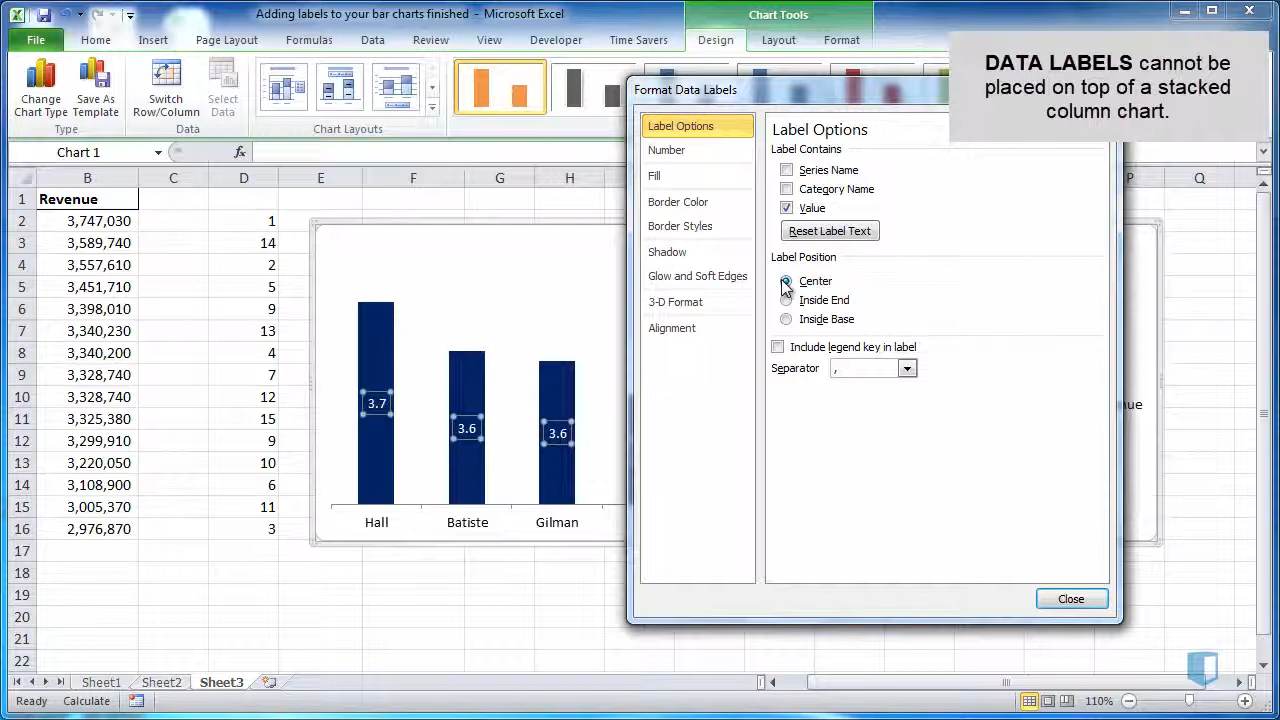 Adding labels to your bar charts finished - Microsoft Excel
Chart Tools
File Home Insert Page Layout Formulas Data Review View Developer Time Savers Design Layout Format
DATA LABELS cannot be
placed on top of a stacked
column chart.
Change
Chart Type
Save As
Template
Switch
Row/Column
Select
Data
Type Data Chart Layouts
Chart 1
fx
Format Data Labels
Label Options
Number
Fill
Border Color
Border Styles
Shadow
Glow and Soft Edges
3-D Format
Alignment
Label Options
Label Contains
Series Name
Category Name
Value
Reset Label Text
Label Position
Center
Inside End
Inside Base
Include legend key in label
Separator ,
Close
B C D E F G H P Q
1 Revenue
2 3,747,030 1
3 3,589,740 14
4 3,557,610 2
5 3,451,710 5
6 3,398,010 9
7 3,340,230 13
8 3,340,200 4
9 3,328,740 7
10 3,328,740 12
11 3,325,380 15
12 3,299,910 9
13 3,220,050 10
14 3,108,900 6
15 3,005,370 11
16 2,976,870 3
17
18
19
20
21
22
3.7 3.6 3.6
Hall Batiste Gilman
nue
Sheet1 Sheet2 Sheet3
Ready Calculate 110%